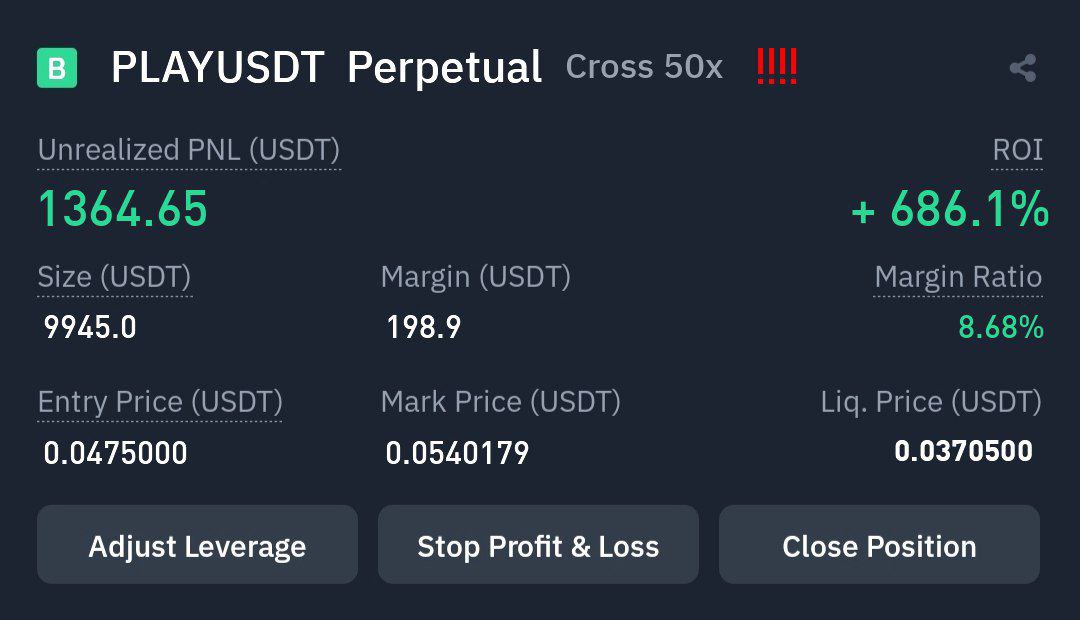 B PLAYUSDT Perpetual Cross 50x !!!!
Unrealized PNL (USDT) ROI
1364.65 + 686.1%
Size (USDT) Margin (USDT) Margin Ratio
9945.0 198.9 8.68%
Entry Price (USDT) Mark Price (USDT) Liq. Price (USDT)
0.0475000 0.0540179 0.0370500
Adjust Leverage Stop Profit & Loss Close Position